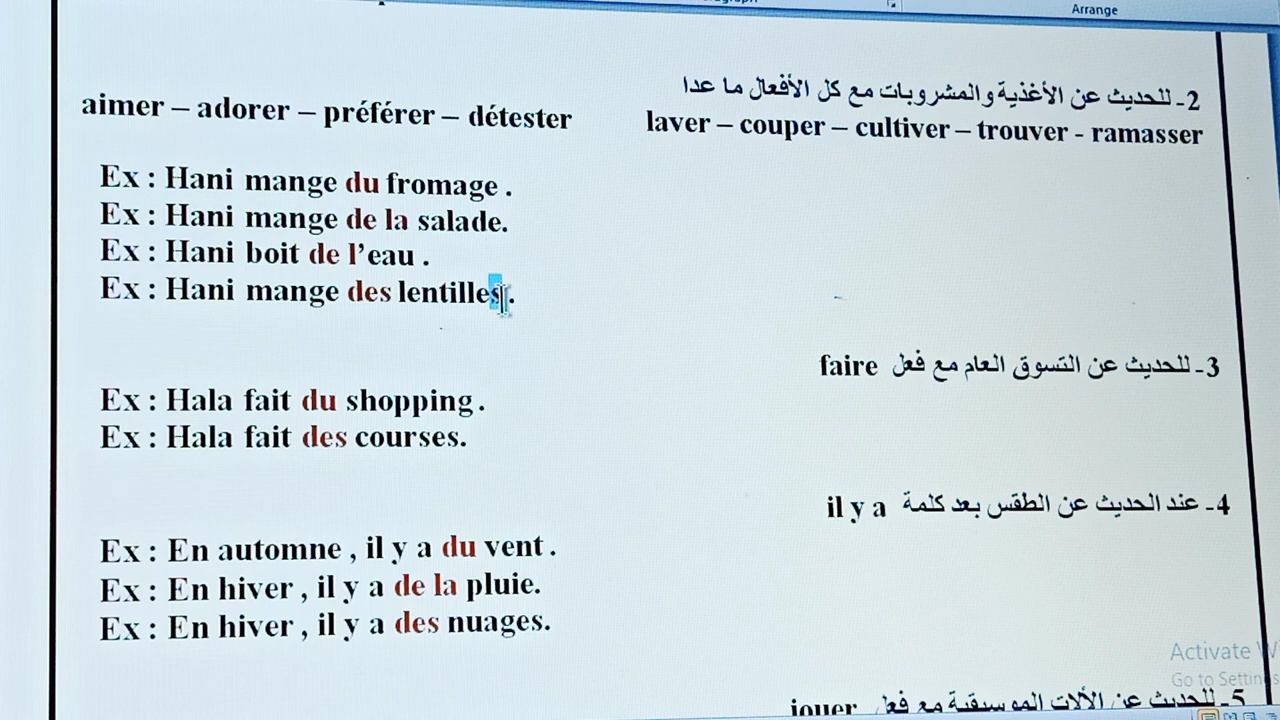 Arrange
2- للحديث عن الأغذية والمشروبات مع كل الأفعال ما عدا
aimer – adorer – préférer – détester laver – couper – cultiver – trouver - ramasser
Ex : Hani mange du fromage .
Ex : Hani mange de la salade.
Ex : Hani boit de l’eau .
Ex : Hani mange des lentilles .
3- للحديث عن التسوق العام مع فعل faire
Ex : Hala fait du shopping .
Ex : Hala fait des courses.
4- عند الحديث عن الطقس بعد كلمة il y a
Ex : En automne , il y a du vent .
Ex : En hiver , il y a de la pluie.
Ex : En hiver , il y a des nuages.
Activate
Go to Settings
5- للحديث عن الألات الموسيقية مع فعل jouer